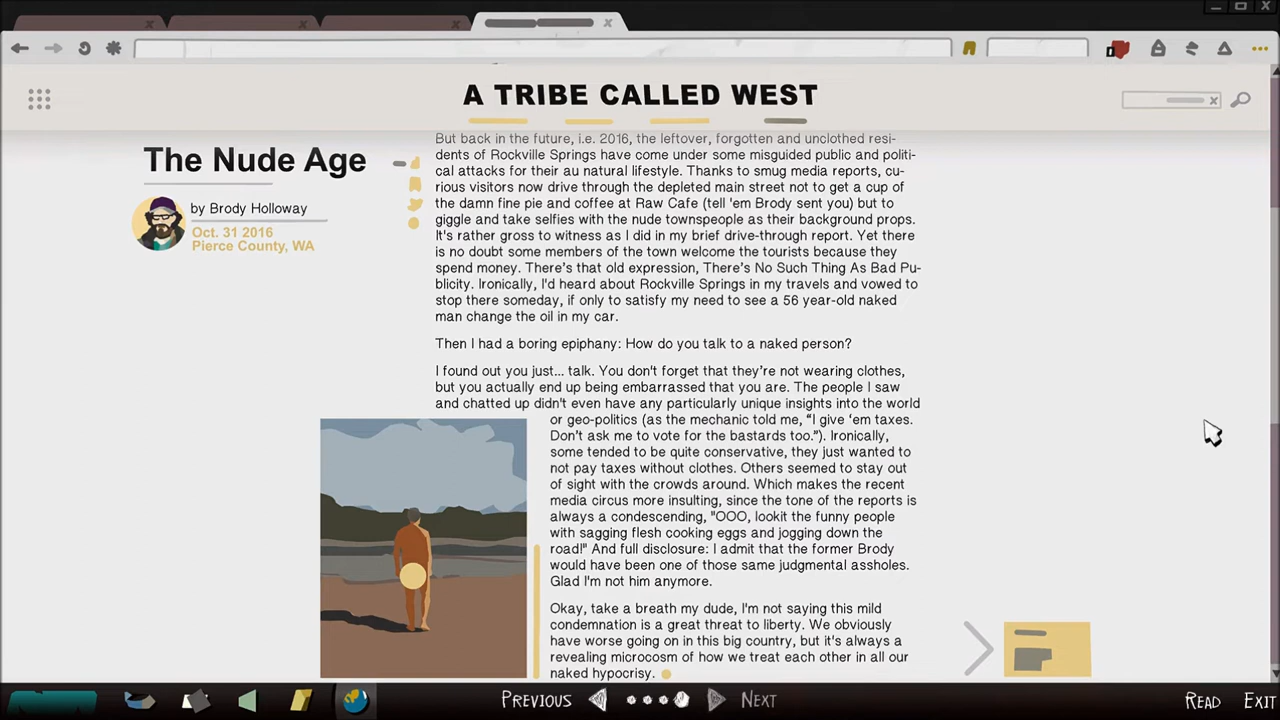 A TRIBE CALLED WEST
The Nude Age
by Brody Holloway
Oct. 31 2016
Pierce County, WA
But back in the future, i.e. 2016, the leftover, forgotten and unclothed resi-
dents of Rockville Springs have come under some misguided public and politi-
cal attacks for their au natural lifestyle. Thanks to smug media reports, cu-
rious visitors now drive through the depleted main street not to get a cup of
the damn fine pie and coffee at Raw Cafe (tell 'em Brody sent you) but to
giggle and take selfies with the nude townspeople as their background props.
It's rather gross to witness as I did in my brief drive-through report. Yet there
is no doubt some members of the town welcome the tourists because they
spend money. There's that old expression, There's No Such Thing As Bad Pu-
blicity. Ironically, I'd heard about Rockville Springs in my travels and vowed to
stop there someday, if only to satisfy my need to see a 56 year-old naked
man change the oil in my car.
Then I had a boring epiphany: How do you talk to a naked person?
I found out you just... talk. You don't forget that they're not wearing clothes,
but you actually end up being embarrassed that you are. The people I saw
and chatted up didn't even have any particularly unique insights into the world
or geo-politics (as the mechanic told me, “I give ‘em taxes.
Don't ask me to vote for the bastards too.”). Ironically,
some tended to be quite conservative, they just wanted to
not pay taxes without clothes. Others seemed to stay out
of sight with the crowds around. Which makes the recent
media circus more insulting, since the tone of the reports is
always a condescending, "OOO, lookit the funny people
with sagging flesh cooking eggs and jogging down the
road!" And full disclosure: I admit that the former Brody
would have been one of those same judgmental assholes.
Glad I'm not him anymore.
Okay, take a breath my dude, I'm not saying this mild
condemnation is a great threat to liberty. We obviously
have worse going on in this big country, but it's always a
revealing microcosm of how we treat each other in all our
naked hypocrisy.
PREVIOUS
NEXT
READ
EXIT